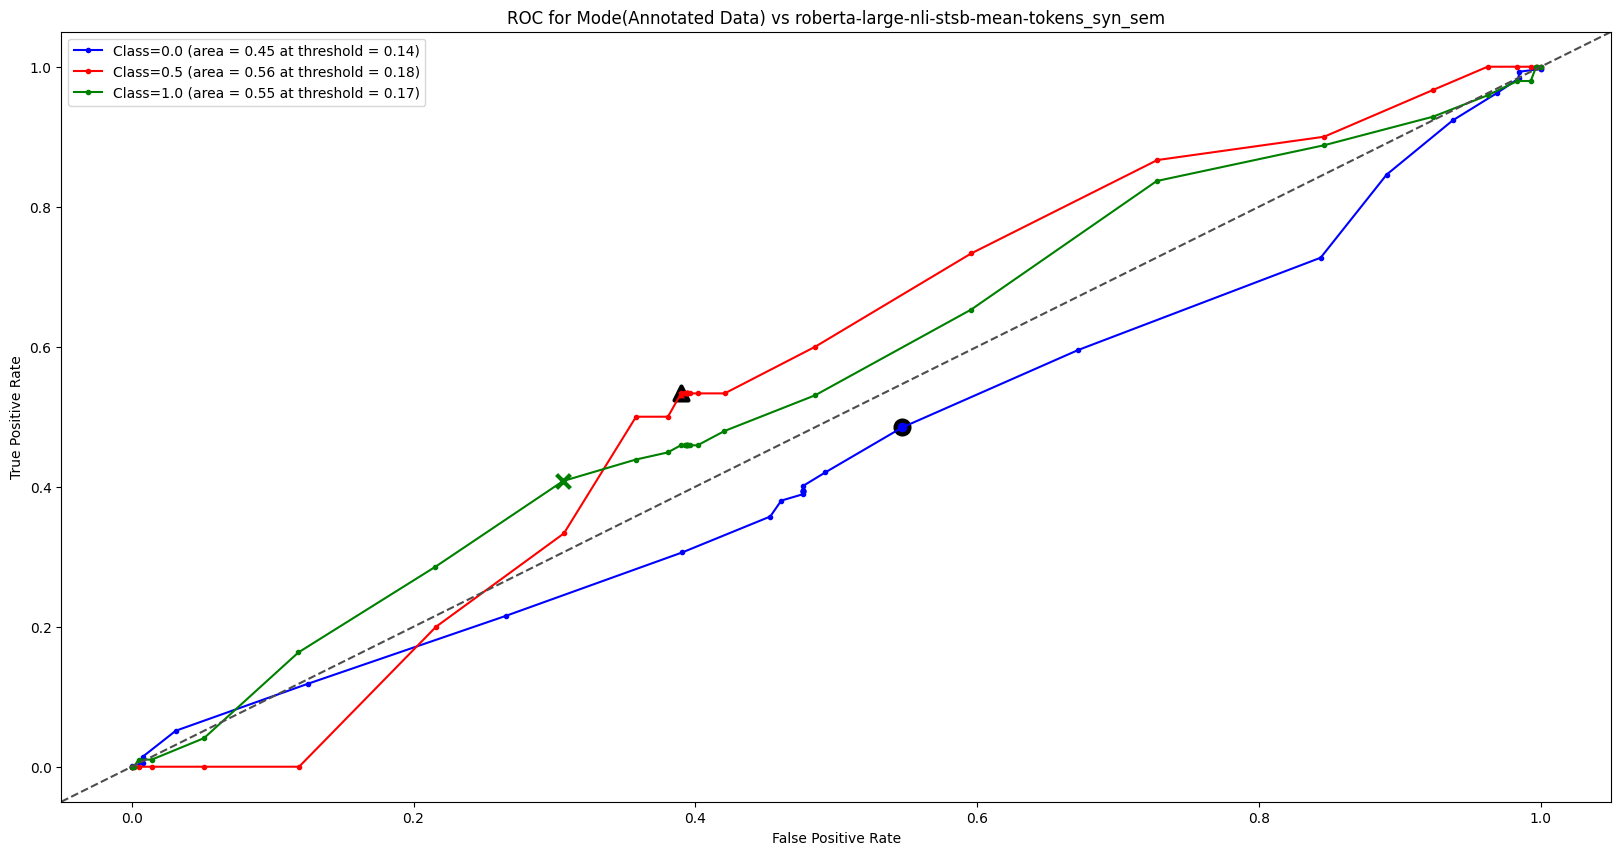 ROC for Mode(Annotated Data) vs roberta-large-nli-stsb-mean-tokens_syn_sem
Class=0.0 (area = 0.45 at threshold = 0.14)
Class=0.5 (area = 0.56 at threshold = 0.18)
Class=1.0 (area = 0.55 at threshold = 0.17)
True Positive Rate
1.0
0.8
0.6
0.4
0.2
0.0
0.0 0.2 0.4 0.6 0.8 1.0
False Positive Rate